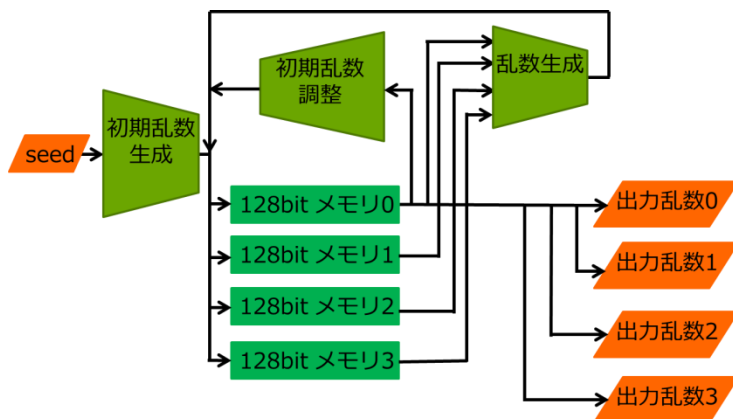 初期乱数
調整
乱数生成
初期乱数
生成
seed
128bit メモリ0
128bit メモリ1
128bit メモリ2
128bit メモリ3
出力乱数0
出力乱数1
出力乱数2
出力乱数3